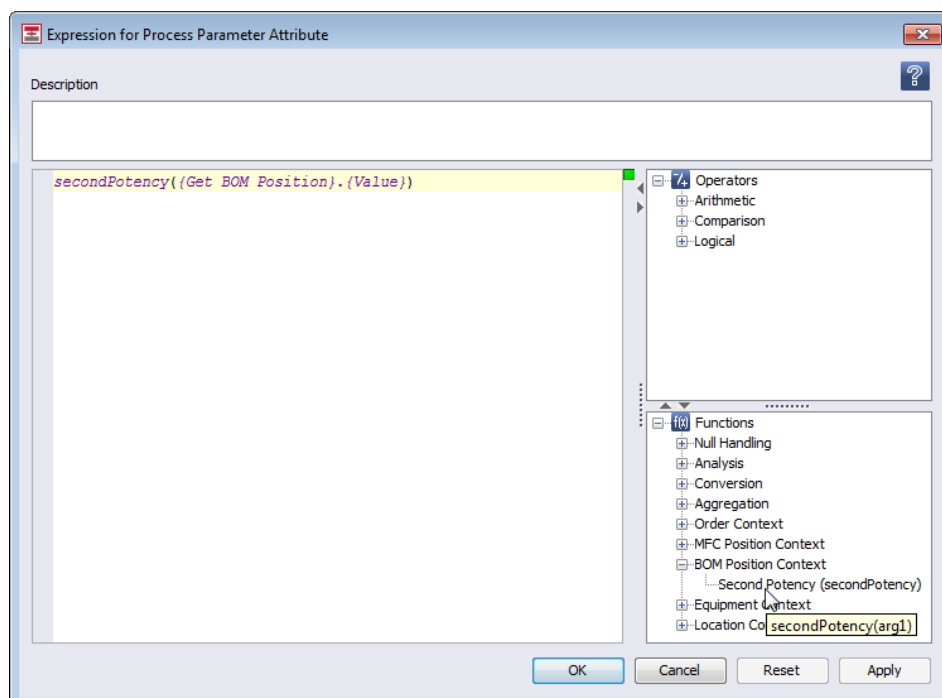 Expression for Process Parameter Attribute
Description
secondPotency({Get BOM Position}.{Value})
Operators
Arithmetic
Comparison
Logical
f(x) Functions
Null Handling
Analysis
Conversion
Aggregation
Order Context
MFC Position Context
BOM Position Context
Second Potency (secondPotency)
Equipment Context
Location Co
secondPotency(arg1)
OK
Cancel
Reset
Apply